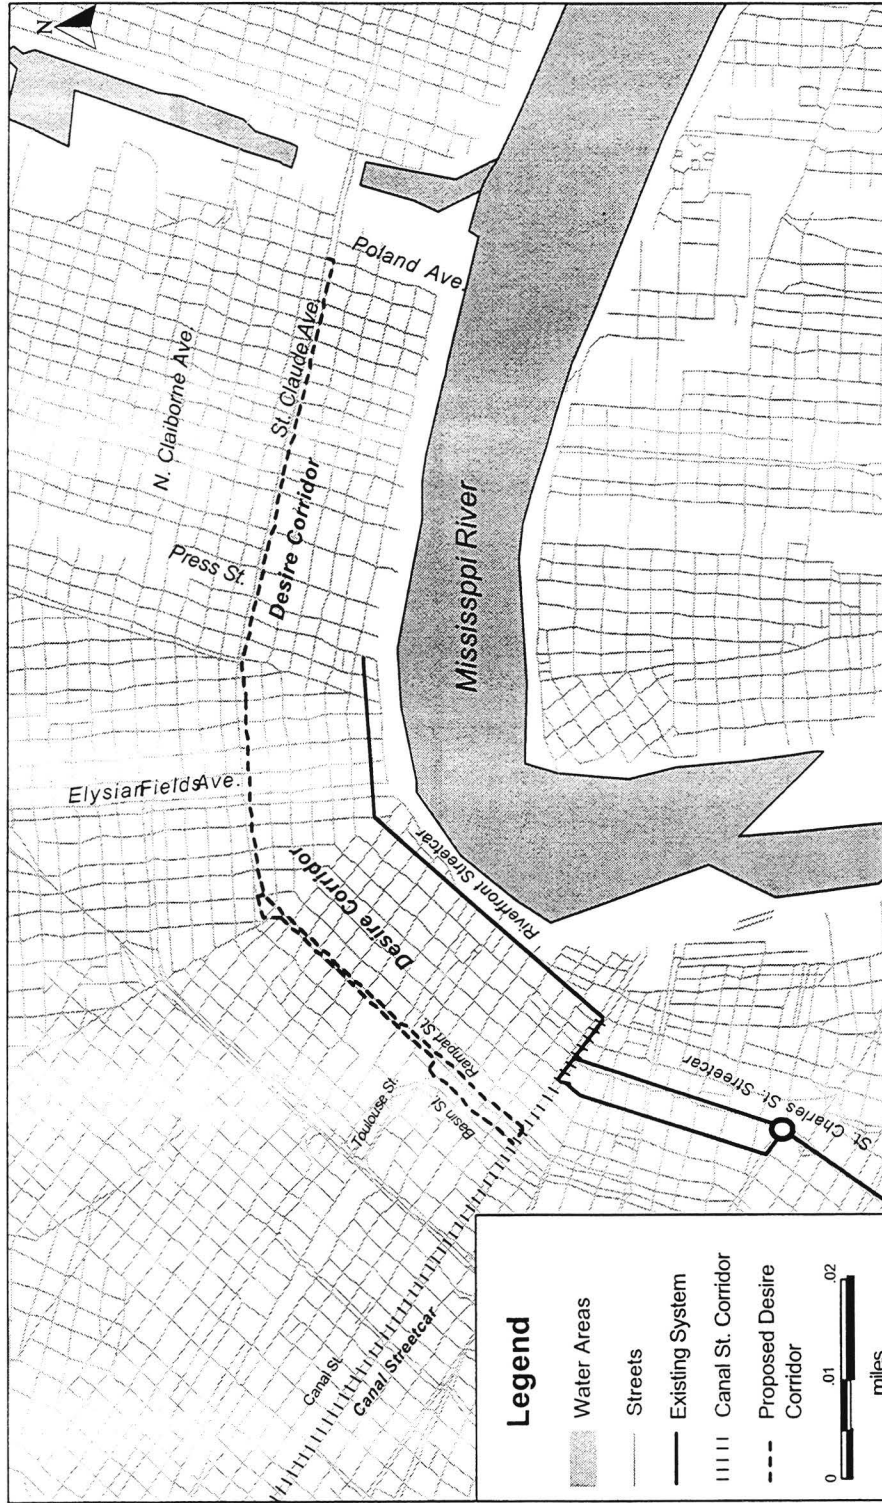 N
Poland Ave.
St. Claude Ave.
N. Claiborne Ave.
Desire Corridor
Press St.
Mississppi River
Elysian Fields Ave.
Desire Corridor
Riverfront Streetcar
Rampart St.
Toulouse St.
Basin St.
St. Charles St. Streetcar
Canal St.
Canal Streetcar
Legend
Water Areas
Streets
Existing System
Canal St. Corridor
Proposed Desire
Corridor
0 .01 .02
miles